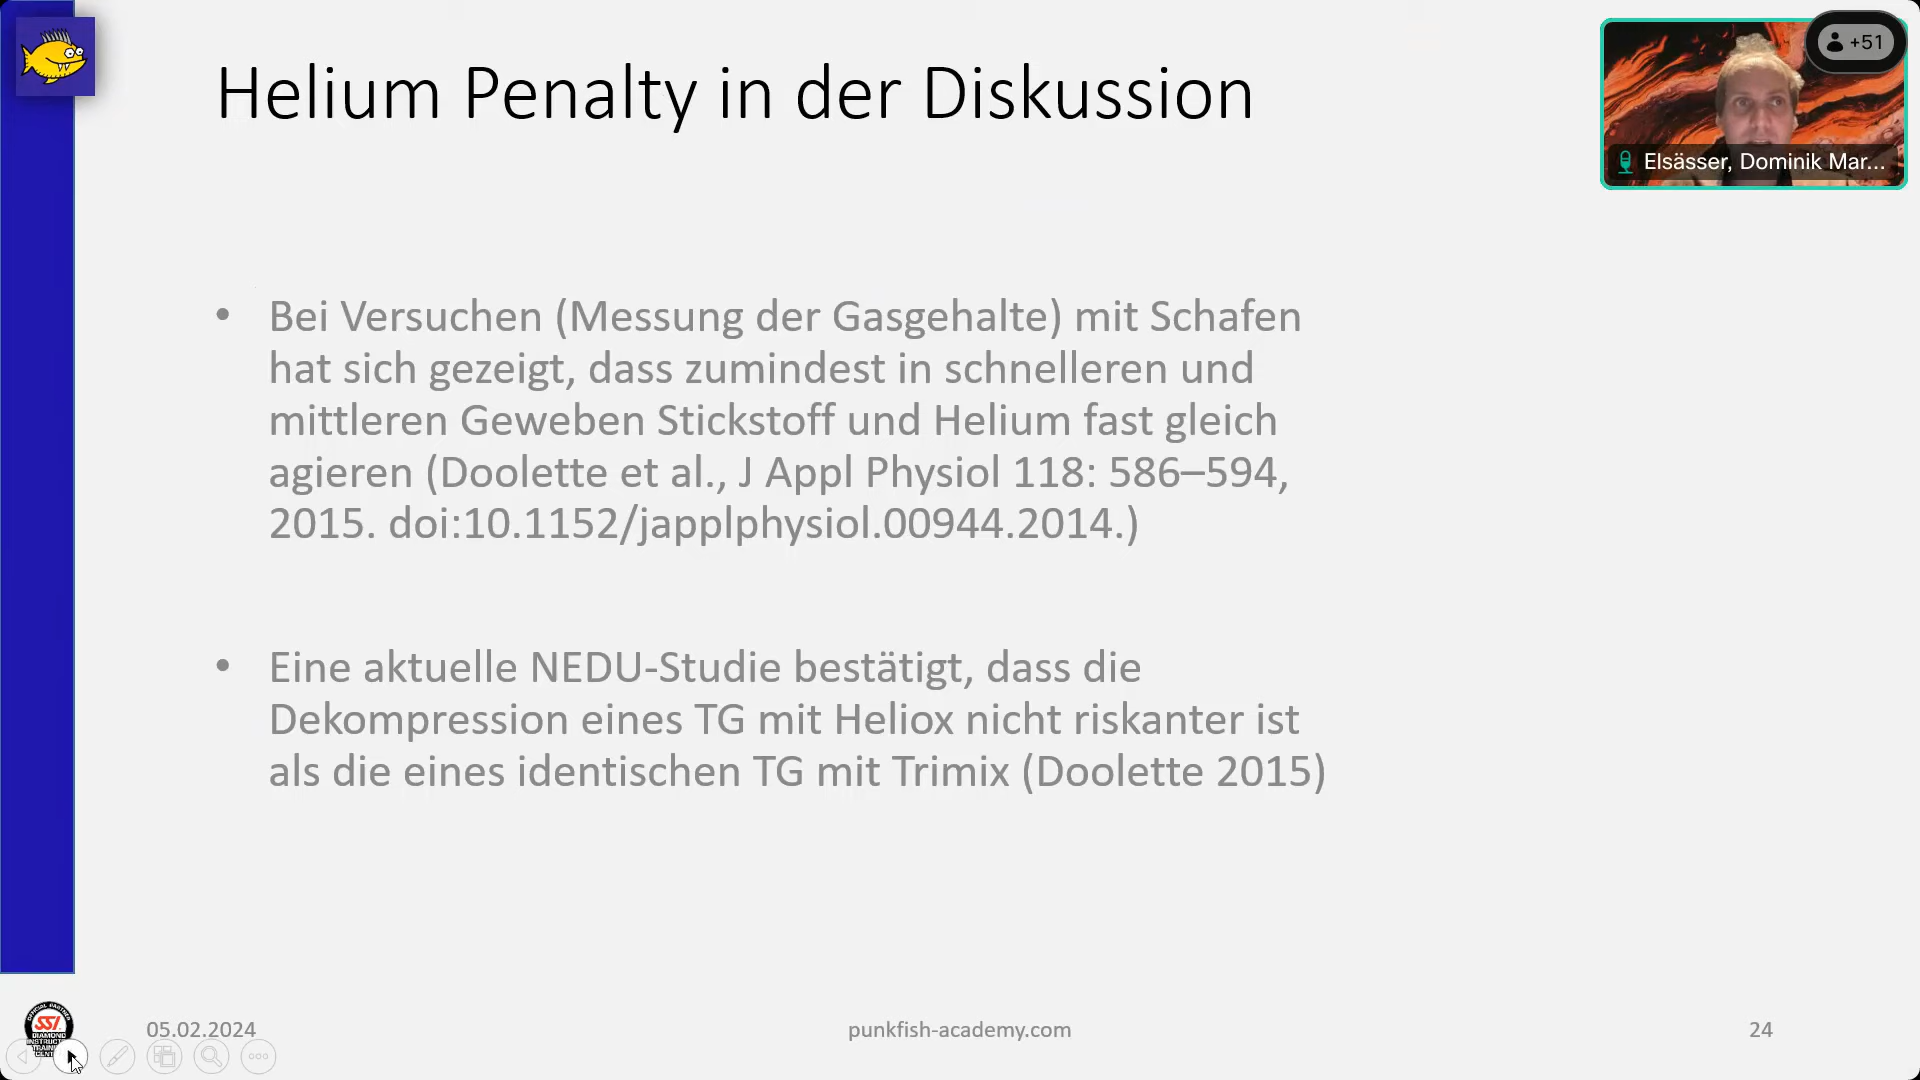 Helium Penalty in der Diskussion
+51
Elsässer, Dominik Mar...
• Bei Versuchen (Messung der Gasgehalte) mit Schafen
hat sich gezeigt, dass zumindest in schnelleren und
mittleren Geweben Stickstoff und Helium fast gleich
agieren (Doolette et al., J Appl Physiol 118: 586–594,
2015. doi:10.1152/japplphysiol.00944.2014.)
• Eine aktuelle NEDU-Studie bestätigt, dass die
Dekompression eines TG mit Heliox nicht riskanter ist
als die eines identischen TG mit Trimix (Doolette 2015)
SSI
DIAMOND
05.02.2024
punkfish-academy.com
24